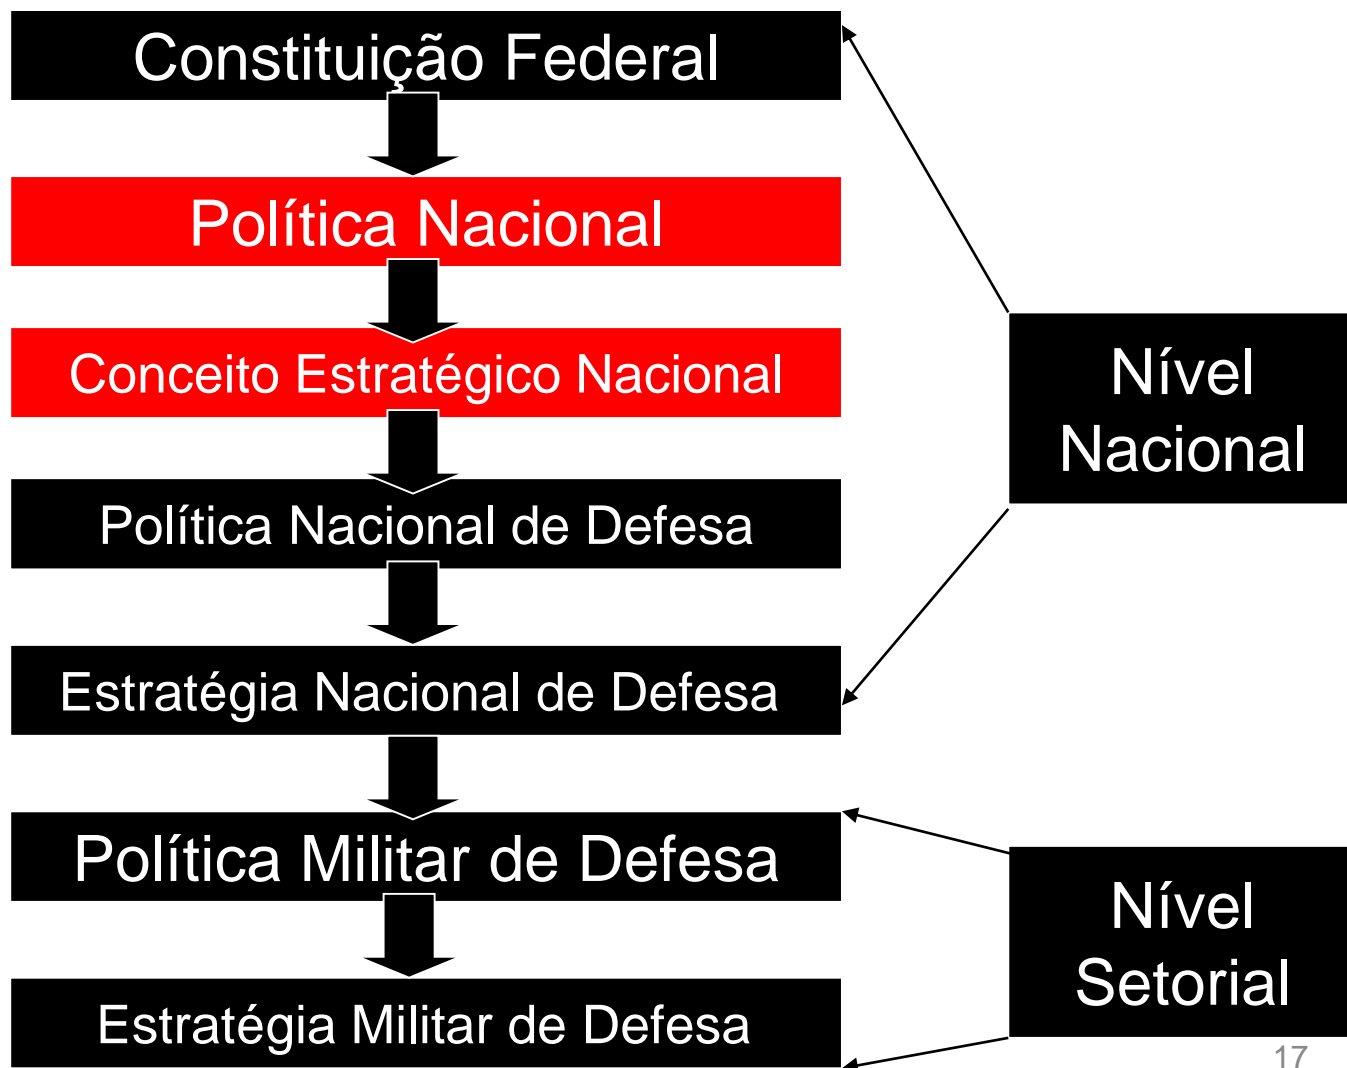 Constituição Federal
Política Nacional
Conceito Estratégico Nacional
Política Nacional de Defesa
Estratégia Nacional de Defesa
Política Militar de Defesa
Estratégia Militar de Defesa
Nível
Nacional
Nível
Setorial
17